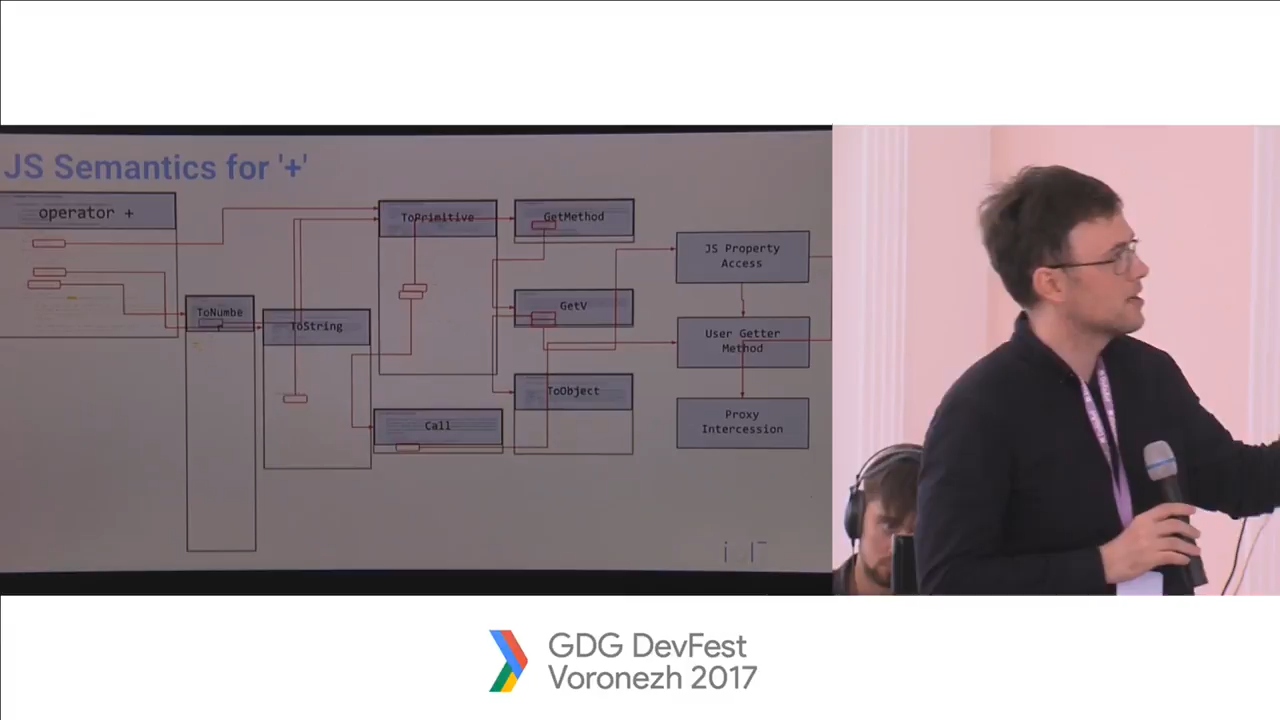 JS Semantics for '+'
operator +
ToNumbe
ToString
ToPrimitive
Call
GetMethod
GetV
ToObject
JS Property
Access
User Getter
Method
Proxy
Intercession
GDG DevFest
Voronezh 2017